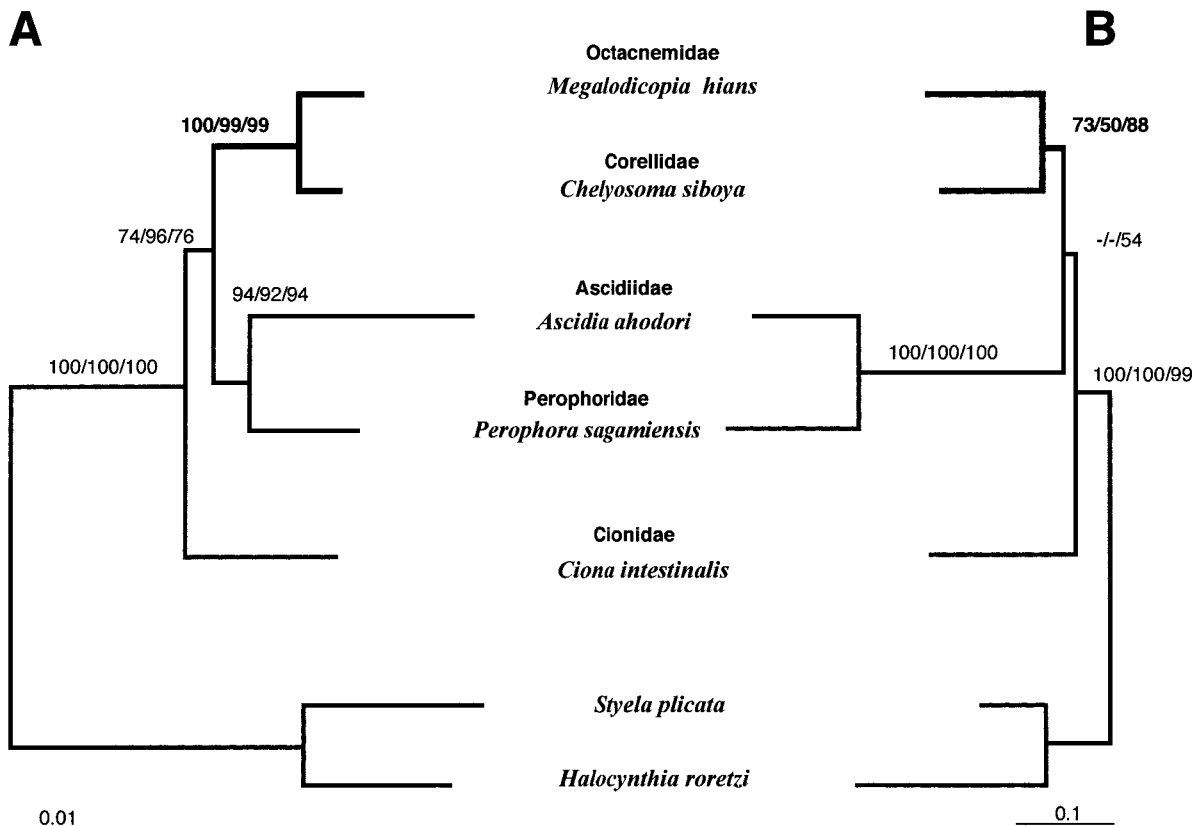 A
B
Octacnemidae
Megalodicopia hians
100/99/99
73/50/88
Corellidae
Chelyosoma siboya
74/96/76
-/-/54
94/92/94
Ascidiidae
Ascidia ahodori
100/100/100
100/100/100
100/100/99
Perophoridae
Perophora sagamiensis
Cionidae
Ciona intestinalis
Styela plicata
Halocynthia roretzi
0.01
0.1